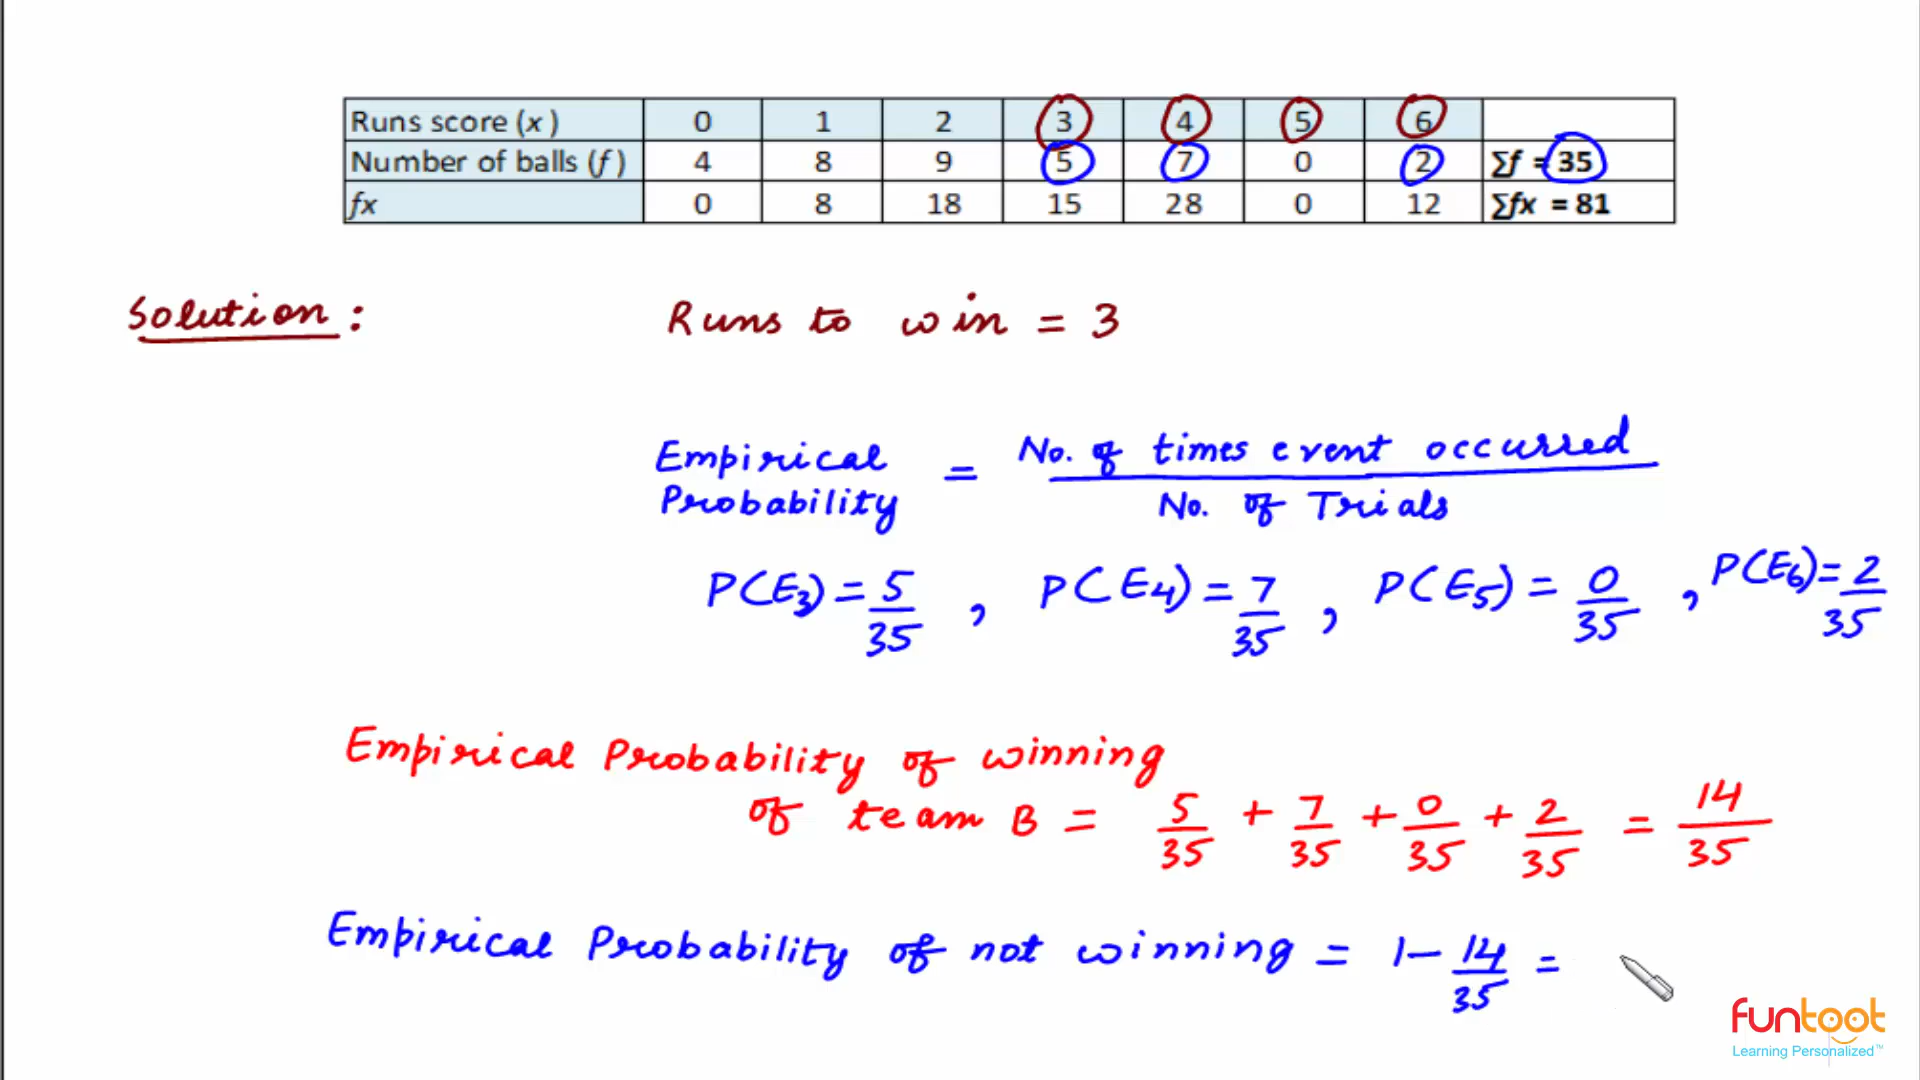 Runs score (x) 0 1 2 3 4 5 6
Number of balls (f) 4 8 9 5 7 0 2 Σf = 35
fx 0 8 18 15 28 0 12 Σfx = 81
Solution : Runs to win = 3
Empirical Probability = No. of times event occurred / No. of Trials
P(E3) = 5/35 , P(E4) = 7/35 , P(E5) = 0/35 , P(E6) = 2/35
Empirical Probability of winning
of team B = 5/35 + 7/35 + 0/35 + 2/35 = 14/35
Empirical Probability of not winning = 1 - 14/35 =
funtoot
Learning Personalized™